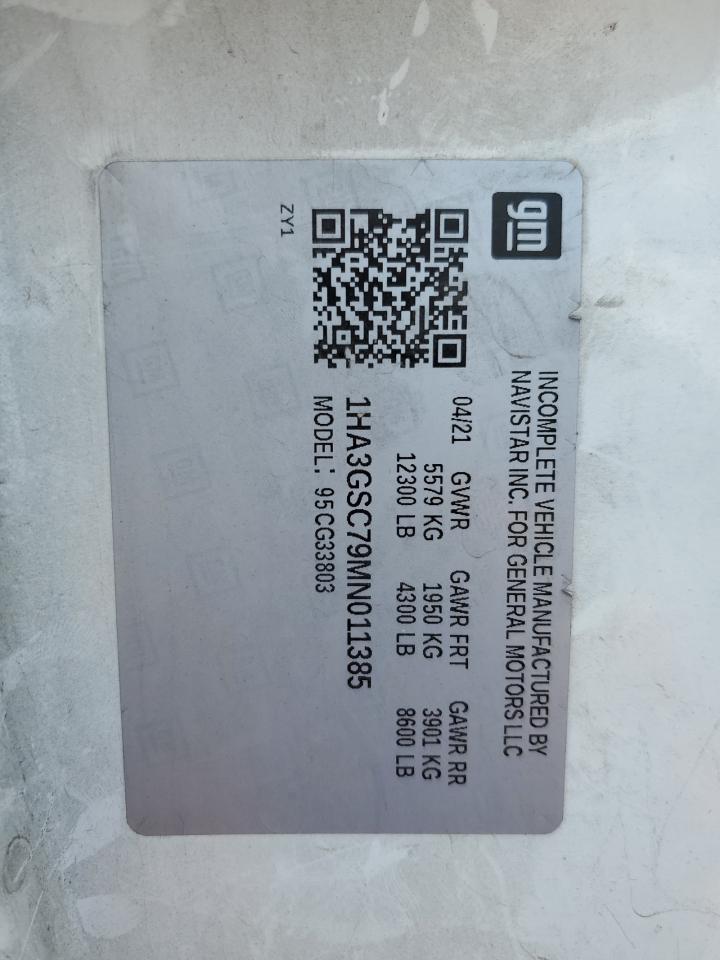 gm
INCOMPLETE VEHICLE MANUFACTURED BY
NAVISTAR INC. FOR GENERAL MOTORS LLC
04/21 GVWR GAWR FRT GAWR RR
5579 KG 1950 KG 3901 KG
12300 LB 4300 LB 8600 LB
1HA3GSC79MN011385
MODEL: 95CG33803
ZY1